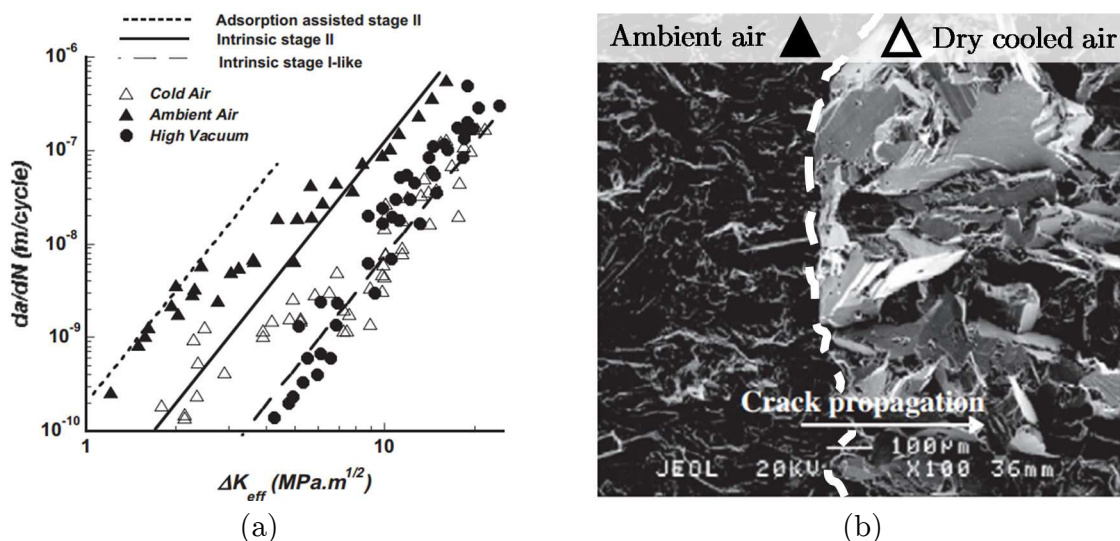 Adsorption assisted stage II
Intrinsic stage II
Intrinsic stage I-like
Cold Air
Ambient Air
High Vacuum
da/dN (m/cycle)
10⁻⁶
10⁻⁷
10⁻⁸
10⁻⁹
10⁻¹⁰
1
10
ΔK_eff (MPa.m^1/2)
(a)
Ambient air ▲ △ Dry cooled air
Crack propagation
100µm
JEOL 20KV X100 36mm
(b)